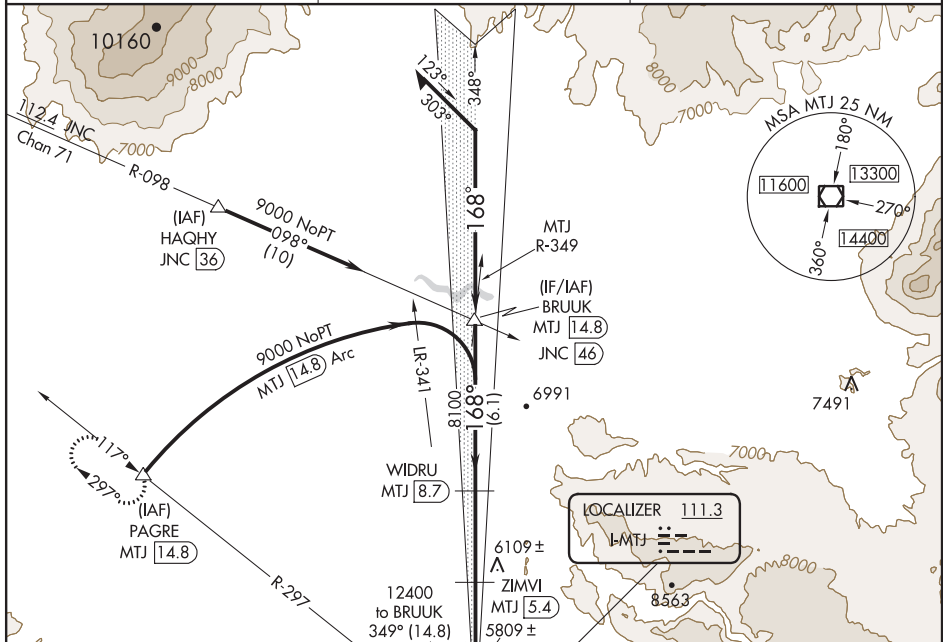 10160
9000
8000
7000
112.4 JNC
Chan 71
R-098
(IAF)
HAQHY
JNC 36
9000 NoPT
098°
(10)
123°
303°
348°
168°
MTJ
R-349
(IF/IAF)
BRUUK
MTJ 14.8
JNC 46
8000
7000
MSA MTJ 25 NM
180°
11600
13300
270°
14400
360°
9000 NoPT
MTJ 14.8 Arc
LR-341
8100
168°
(6.1)
6991
7491
117°
297°
(IAF)
PAGRE
MTJ 14.8
R-297
WIDRU
MTJ 8.7
7000
LOCALIZER 111.3
I-MTJ
8563
6109 ±
ZIMVI
MTJ 5.4
5809 ±
12400
to BRUUK
349° (14.8)
8000